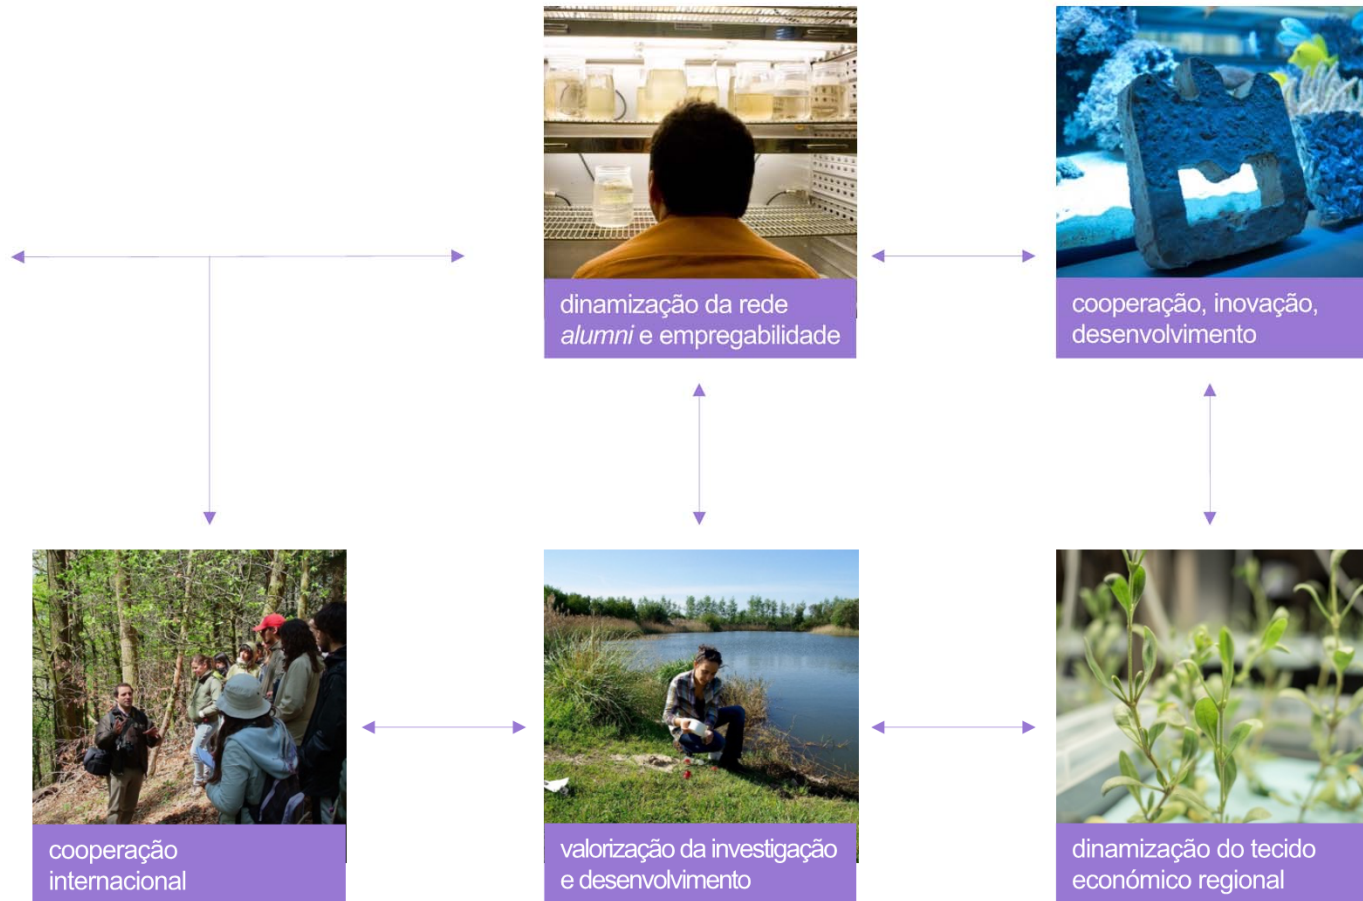 dinamização da rede
alumni e empregabilidade
cooperação, inovação,
desenvolvimento
cooperação
internacional
valorização da investigação
e desenvolvimento
dinamização do tecido
económico regional